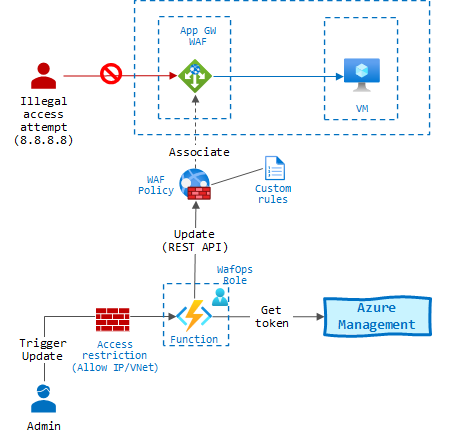 App GW
WAF
VM
Illegal
access
attempt
(8.8.8.8)
Associate
WAF
Policy
Custom
rules
Update
(REST API)
WafOps
Role
Function
Get
token
Azure
Management
Access
restriction
(Allow IP/VNet)
Trigger
Update
Admin